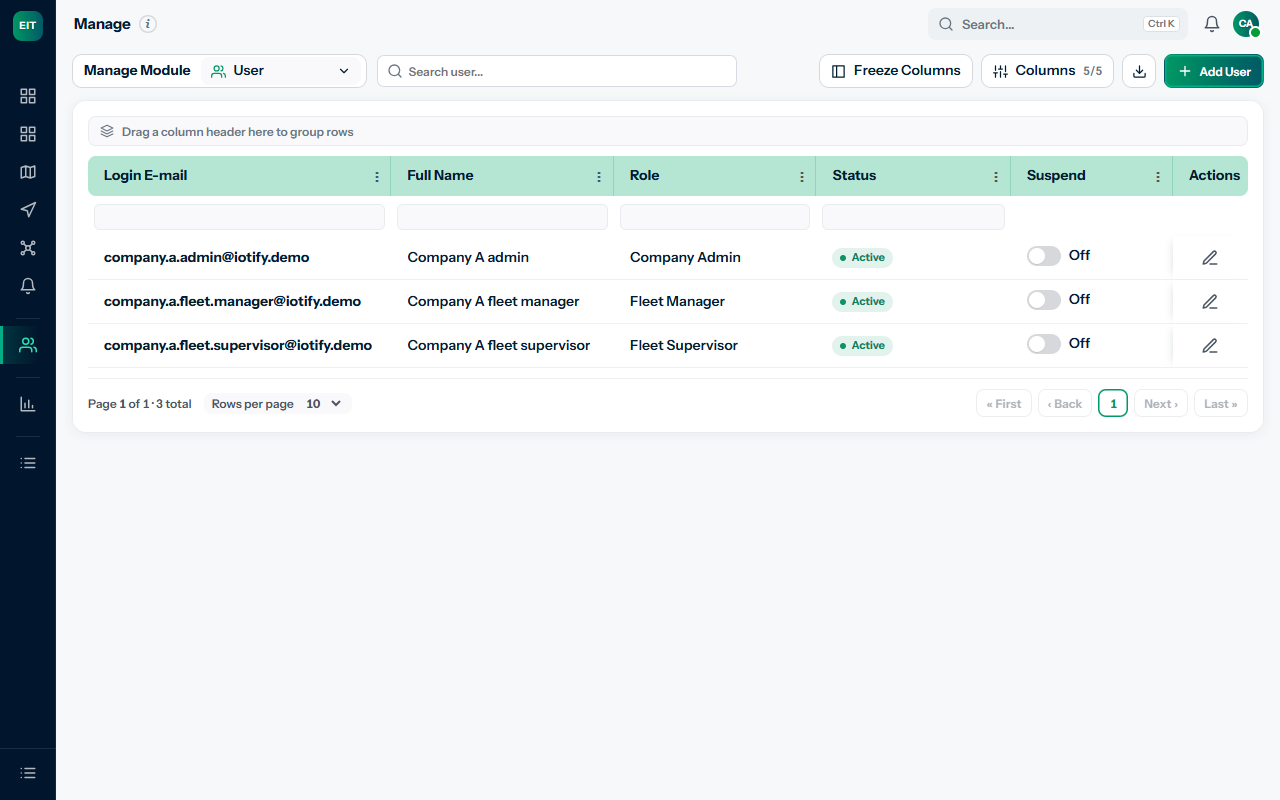 EIT
Manage
i
Search...
Ctrl K
CA
Manage Module
User
Search user...
Freeze Columns
Columns 5/5
Add User
Drag a column header here to group rows
Login E-mail
Full Name
Role
Status
Suspend
Actions
company.a.admin@iotify.demo
Company A admin
Company Admin
Active
Off
company.a.fleet.manager@iotify.demo
Company A fleet manager
Fleet Manager
Active
Off
company.a.fleet.supervisor@iotify.demo
Company A fleet supervisor
Fleet Supervisor
Active
Off
Page 1 of 1 · 3 total
Rows per page 10
« First
‹ Back
1
Next ›
Last »